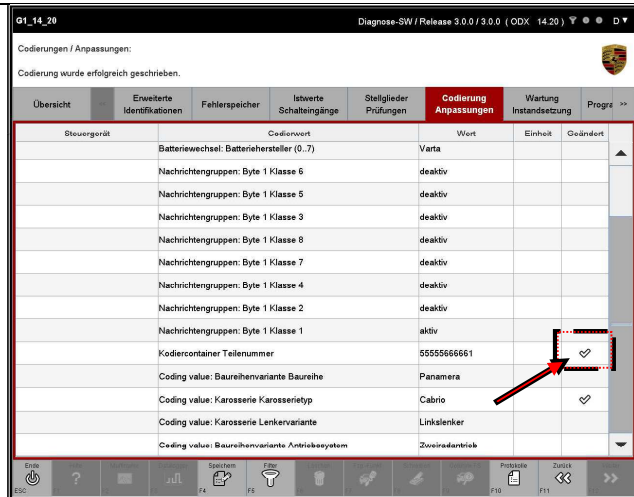 G1_14_20 Diagnose-SW / Release 3.0.0 / 3.0.0 ( ODX 14.20 ) D
Codierungen / Anpassungen:
Codierung wurde erfolgreich geschrieben.
Übersicht Erweiterte Identifikationen Fehlerspeicher Istwerte Schalteingänge Stellglieder Prüfungen Codierung Anpassungen Wartung Instandsetzung Progra >>
Steuergerät Codierwort Wert Einheit Geändert
Batteriewechsel: Batteriehersteller (0..7) Varta
Nachrichtengruppen: Byte 1 Klasse 6 deaktiv
Nachrichtengruppen: Byte 1 Klasse 5 deaktiv
Nachrichtengruppen: Byte 1 Klasse 3 deaktiv
Nachrichtengruppen: Byte 1 Klasse 8 deaktiv
Nachrichtengruppen: Byte 1 Klasse 7 deaktiv
Nachrichtengruppen: Byte 1 Klasse 4 deaktiv
Nachrichtengruppen: Byte 1 Klasse 2 deaktiv
Nachrichtengruppen: Byte 1 Klasse 1 aktiv
Kodiercontainer Teilenummer 55555666661
Coding value: Baureihenvariante Baureihe Panamera
Coding value: Karosserie Karosserietyp Cabrio
Coding value: Karosserie Lenkervariante Linkslenker
Coding value: Baureihenvariante Antriebssystem Zweiradantrieb
Ende Speichern Filter Protokolle Zurück
ESC F4 F5 F10 F11